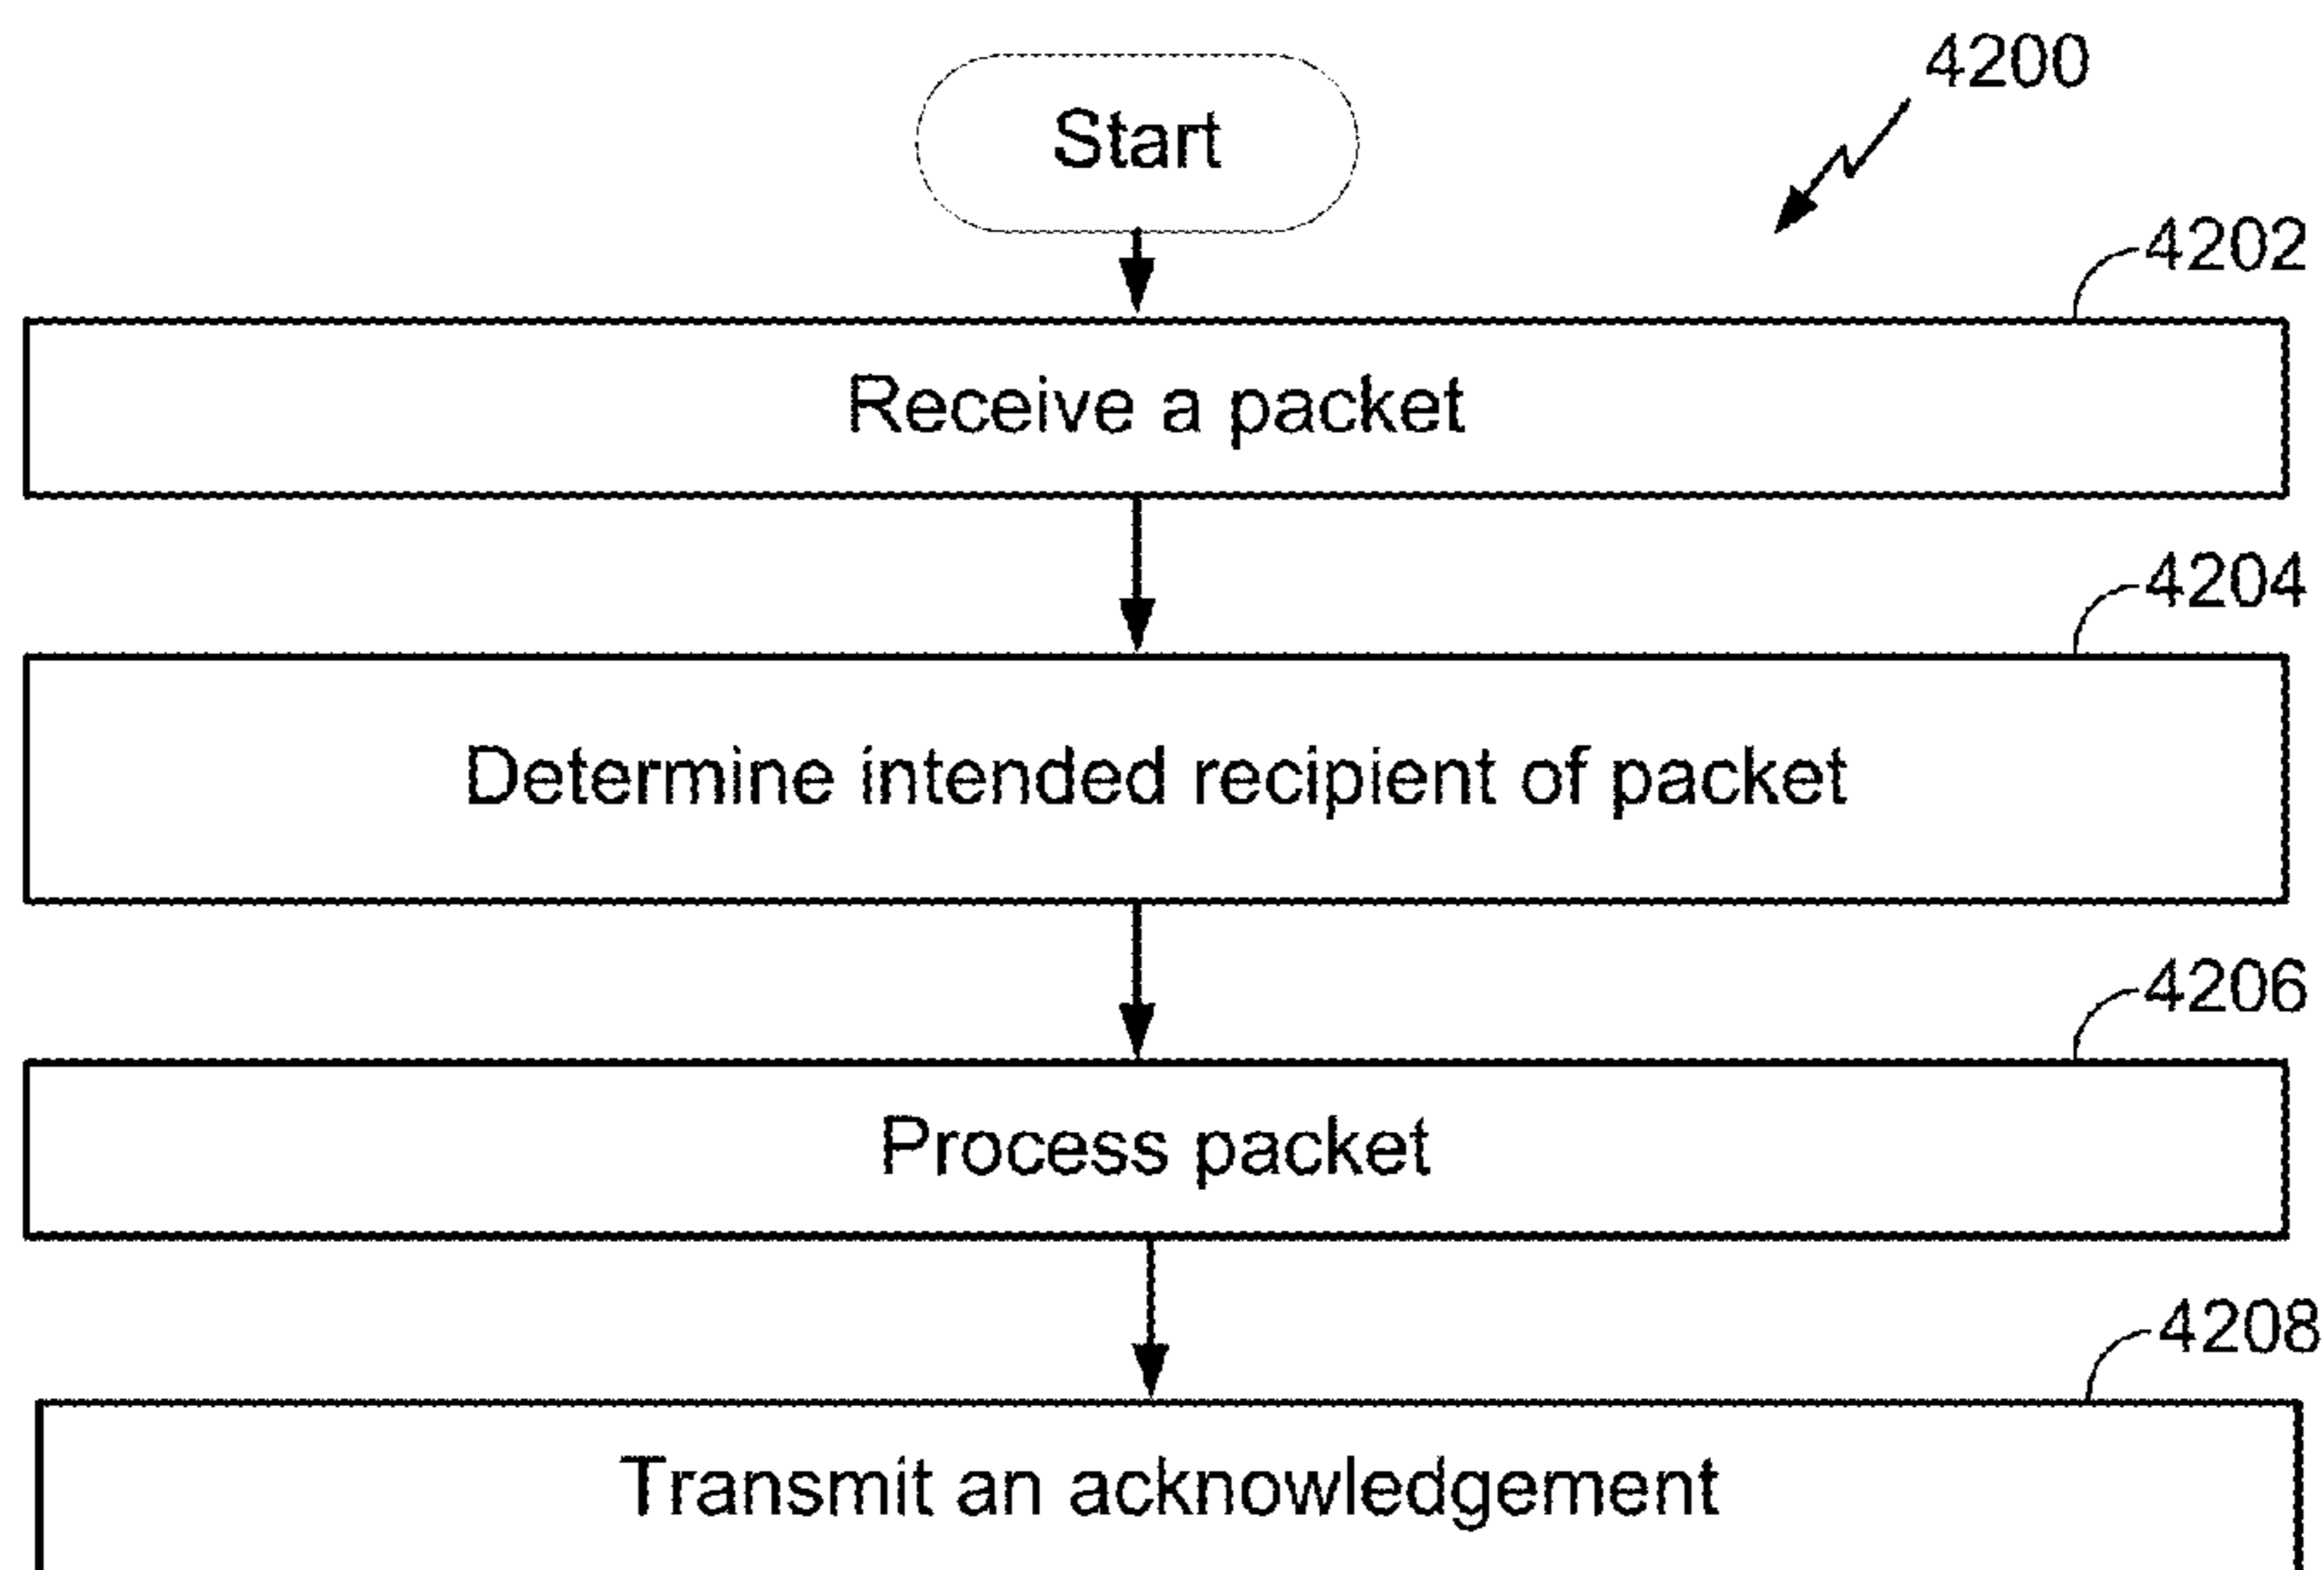 Start
4200
4202
Receive a packet
4204
Determine intended recipient of packet
4206
Process packet
4208
Transmit an acknowledgement